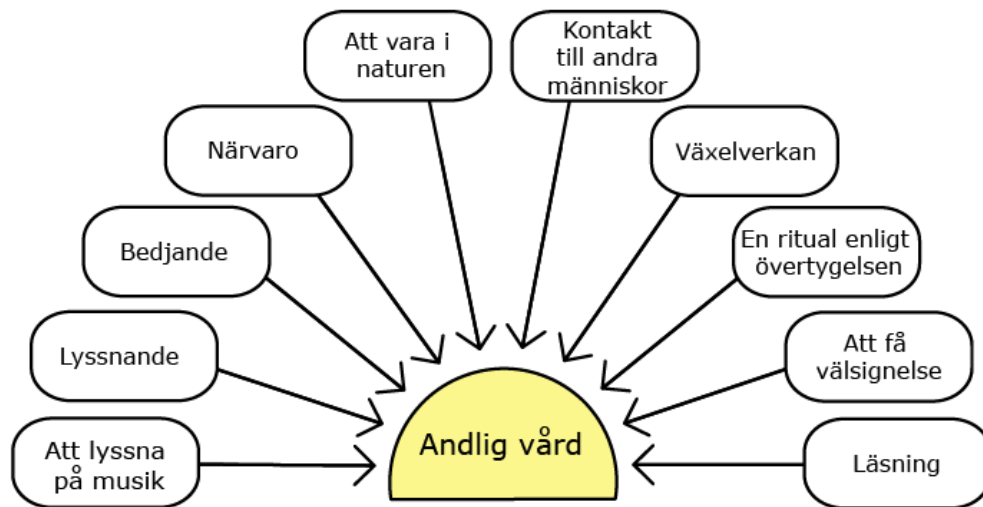 Att vara i
naturen
Kontakt
till andra
människor
Närvaro
Växelverkan
Bedjande
En ritual enligt
övertygelsen
Lyssnande
Att få
välsignelse
Att lyssna
på musik
Andlig vård
Läsning